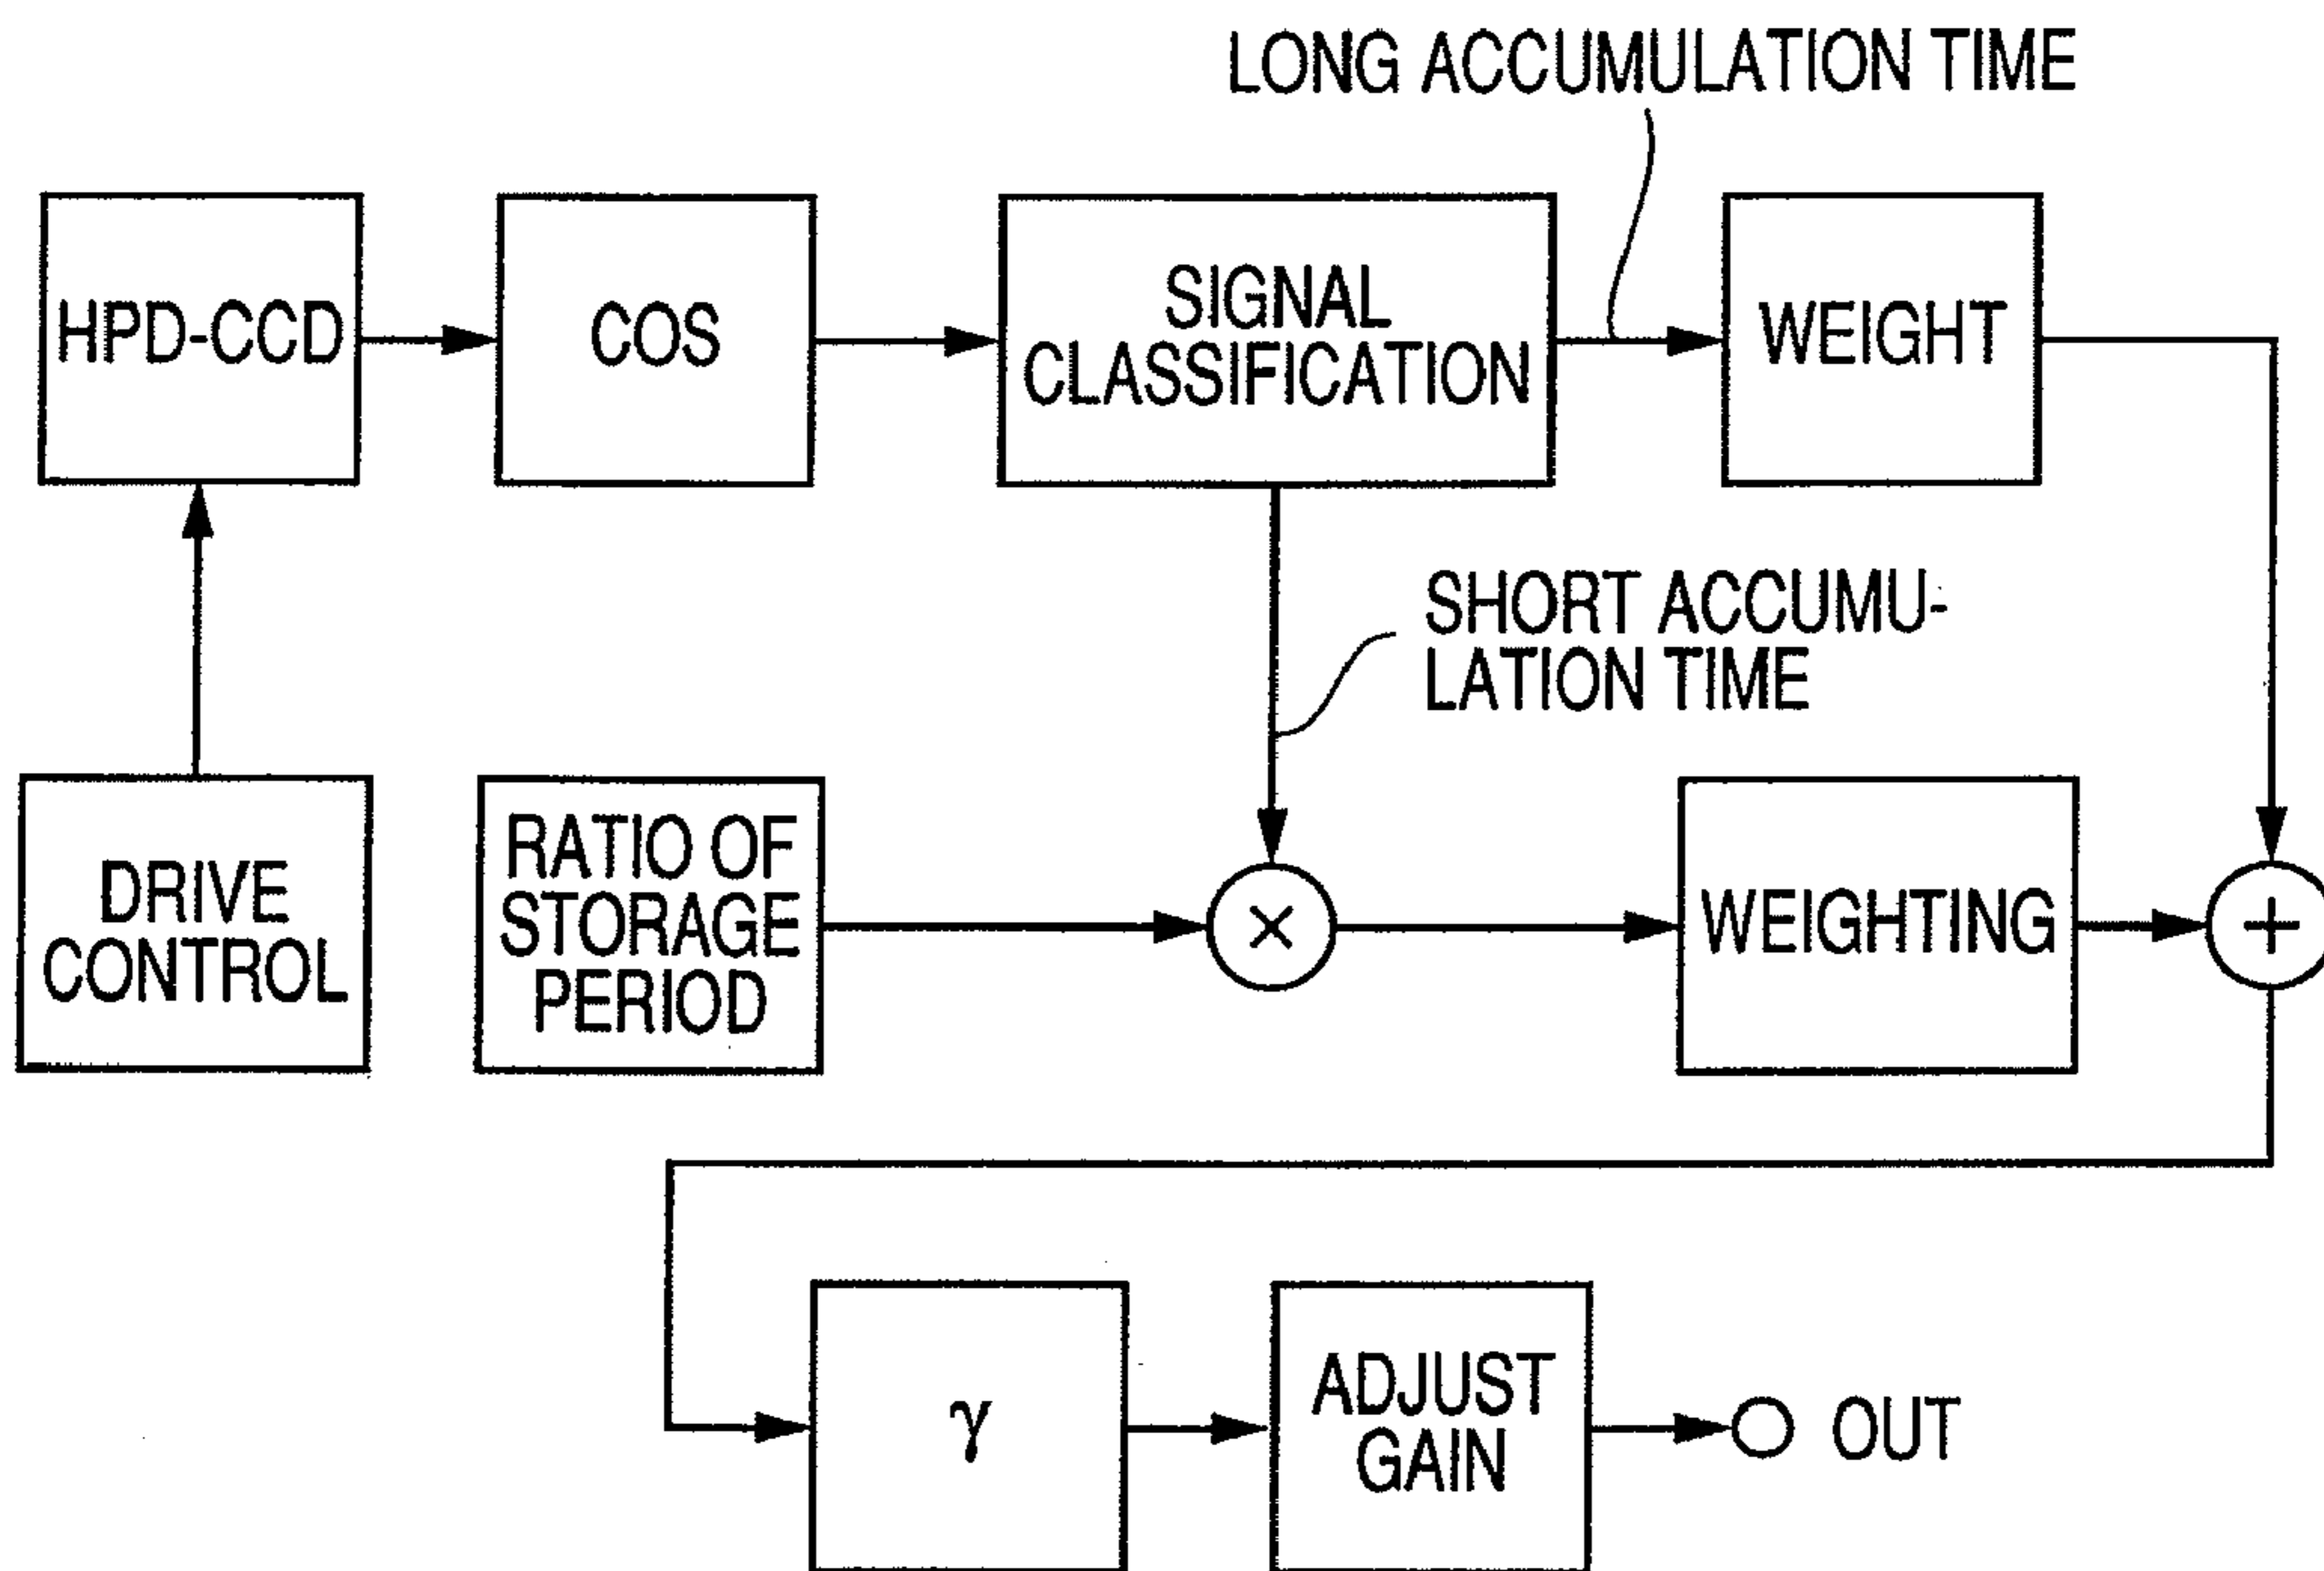 LONG ACCUMULATION TIME
HPD-CCD
COS
SIGNAL
CLASSIFICATION
WEIGHT
SHORT ACCUMU-
LATION TIME
DRIVE
CONTROL
RATIO OF
STORAGE
PERIOD
×
WEIGHTING
+
γ
ADJUST
GAIN
OUT